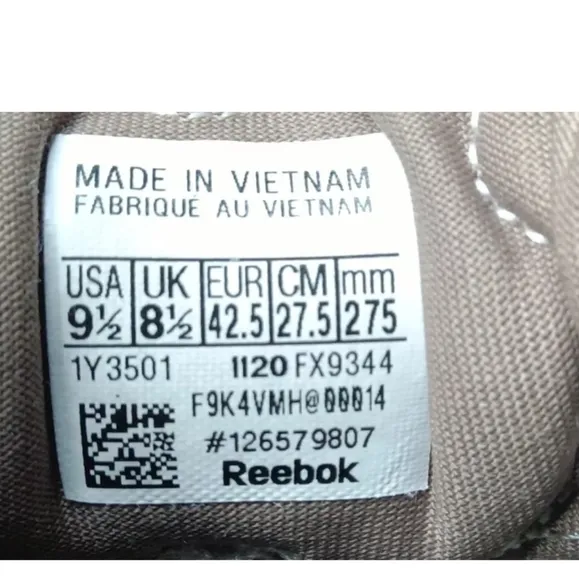 MADE IN VIETNAM
FABRIQUÉ AU VIETNAM
USA UK EUR CM mm
9½ 8½ 42.5 27.5 275
1Y3501 1120 FX9344
F9K4VMH@00014
#126579807
Reebok